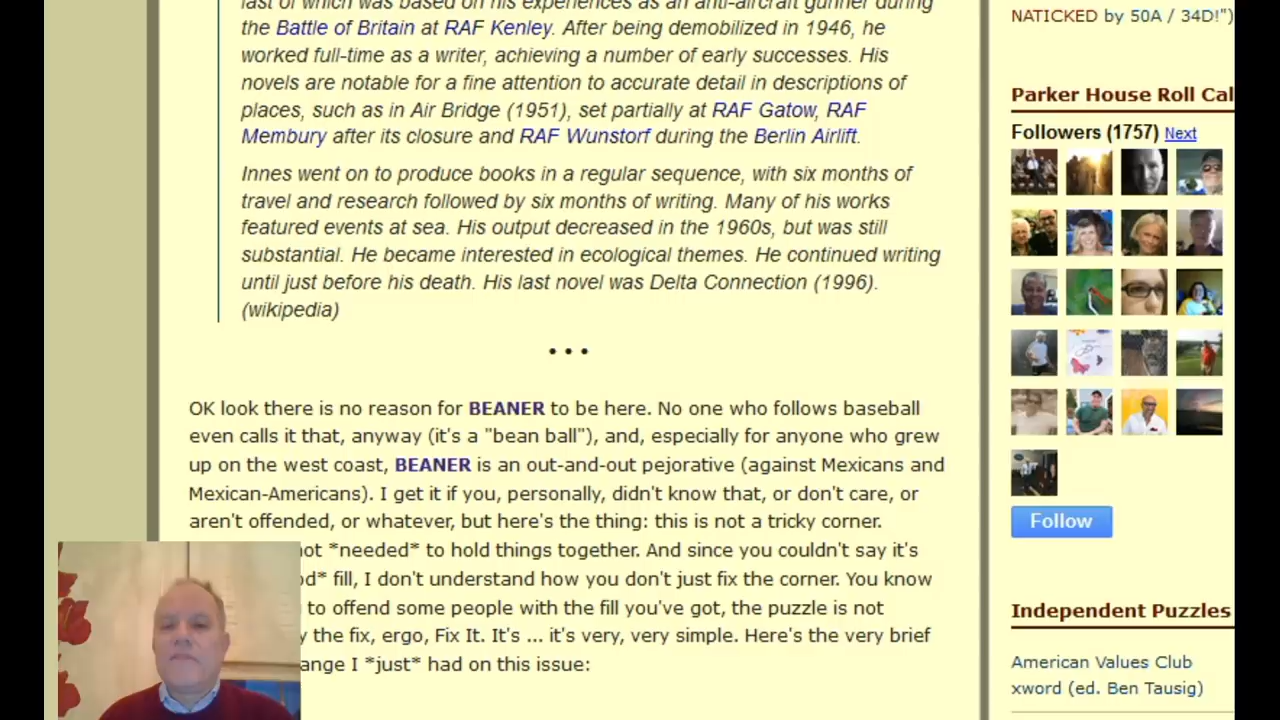 last of which was based on his experiences as an anti-aircraft gunner during
the Battle of Britain at RAF Kenley. After being demobilized in 1946, he
worked full-time as a writer, achieving a number of early successes. His
novels are notable for a fine attention to accurate detail in descriptions of
places, such as in Air Bridge (1951), set partially at RAF Gatow, RAF
Membury after its closure and RAF Wunstorf during the Berlin Airlift.
Innes went on to produce books in a regular sequence, with six months of
travel and research followed by six months of writing. Many of his works
featured events at sea. His output decreased in the 1960s, but was still
substantial. He became interested in ecological themes. He continued writing
until just before his death. His last novel was Delta Connection (1996).
(wikipedia)
• • •
OK look there is no reason for BEANER to be here. No one who follows baseball
even calls it that, anyway (it's a "bean ball"), and, especially for anyone who grew
up on the west coast, BEANER is an out-and-out pejorative (against Mexicans and
Mexican-Americans). I get it if you, personally, didn't know that, or don't care, or
aren't offended, or whatever, but here's the thing: this is not a tricky corner.
not *needed* to hold things together. And since you couldn't say it's
od* fill, I don't understand how you don't just fix the corner. You know
to offend some people with the fill you've got, the puzzle is not
y the fix, ergo, Fix It. It's ... it's very, very simple. Here's the very brief
ange I *just* had on this issue:
NATICKED by 50A / 34D!")
Parker House Roll Cal
Followers (1757) Next
Follow
Independent Puzzles
American Values Club
xword (ed. Ben Tausig)